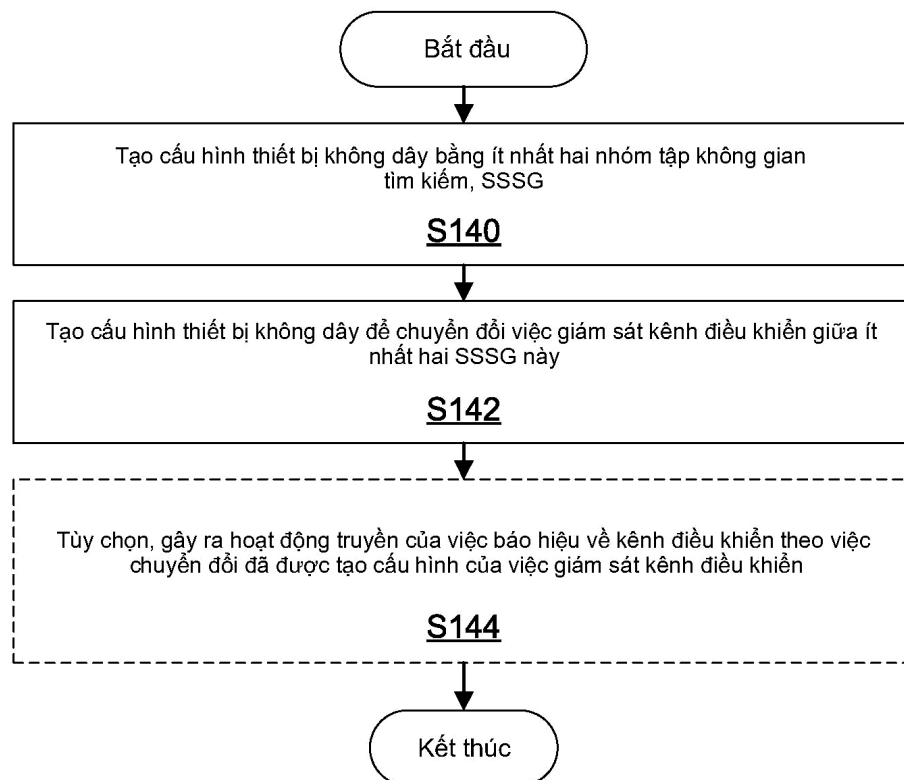 Bắt đầu
Tạo cấu hình thiết bị không dây bằng ít nhất hai nhóm tập không gian
tìm kiếm, SSSG
S140
Tạo cấu hình thiết bị không dây để chuyển đổi việc giám sát kênh điều khiển giữa ít
nhất hai SSSG này
S142
Tùy chọn, gây ra hoạt động truyền của việc báo hiệu về kênh điều khiển theo việc
chuyển đổi đã được tạo cấu hình của việc giám sát kênh điều khiển
S144
Kết thúc